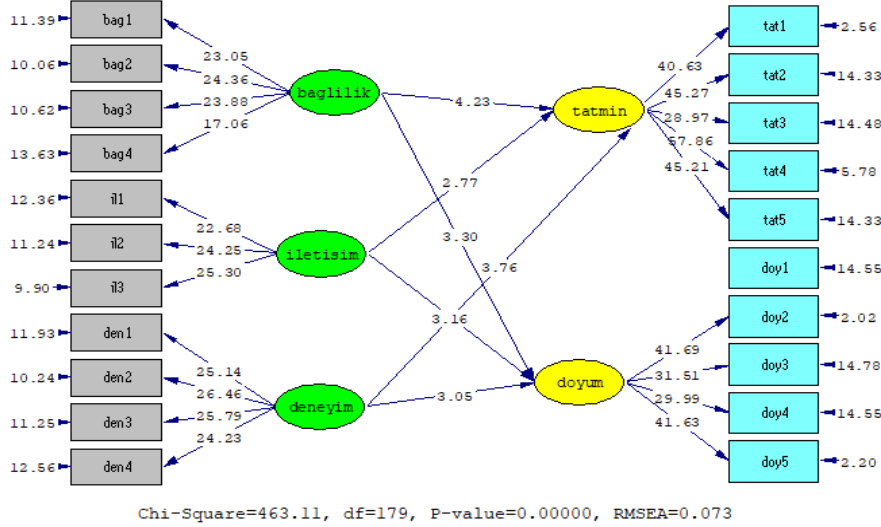 11.39 bag1
10.06 bag2
10.62 bag3
13.63 bag4
12.36 il1
11.24 il2
9.90 il3
11.93 den1
10.24 den2
11.25 den3
12.56 den4
23.05
24.36
23.88
17.06
22.68
24.25
25.30
25.14
26.46
25.79
24.23
baglilik
iletisim
deneyim
4.23
2.77
3.30
3.76
3.16
3.05
tatmin
doyum
40.63
45.27
28.97
57.86
45.21
41.69
31.51
29.99
41.63
tat1 2.56
tat2 14.33
tat3 14.48
tat4 5.78
tat5 14.33
doy1 14.55
doy2 2.02
doy3 14.78
doy4 14.55
doy5 2.20
Chi-Square=463.11, df=179, P-value=0.00000, RMSEA=0.073